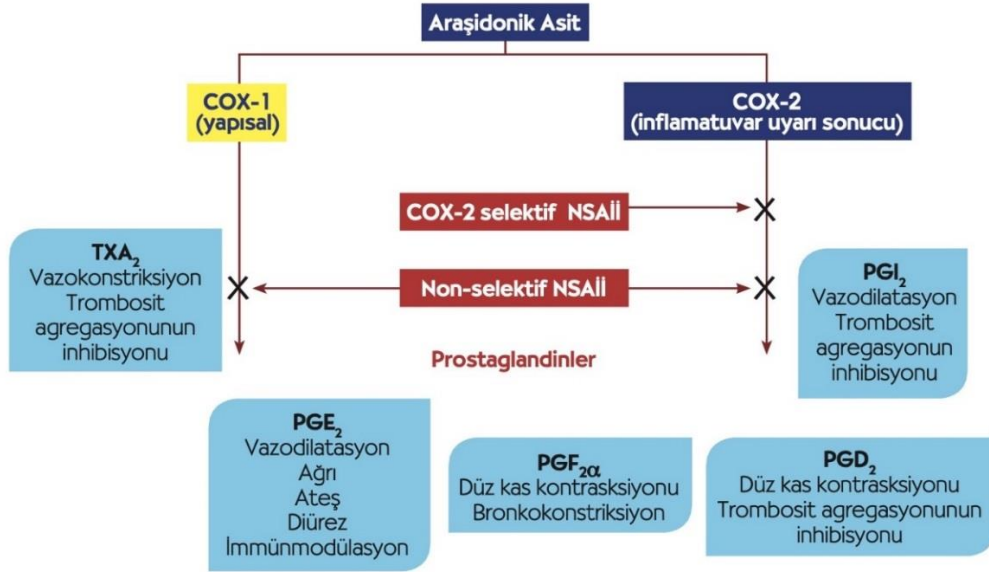 Araşidonik Asit
COX-1
(yapısal)
COX-2
(inflamatuvar uyarı sonucu)
COX-2 selektif NSAİİ
TXA₂
Vazokonstriksiyon
Trombosit
agregasyonunun
inhibisyonu
Non-selektif NSAİİ
PGI₂
Vazodilatasyon
Trombosit
agregasyonun
inhibisyonu
Prostaglandinler
PGE₂
Vazodilatasyon
Ağrı
Ateş
Diürez
İmmünmodülasyon
PGF₂α
Düz kas kontrasksiyonu
Bronkokonstriksiyon
PGD₂
Düz kas kontrasksiyonu
Trombosit agregasyonunun
inhibisyonu